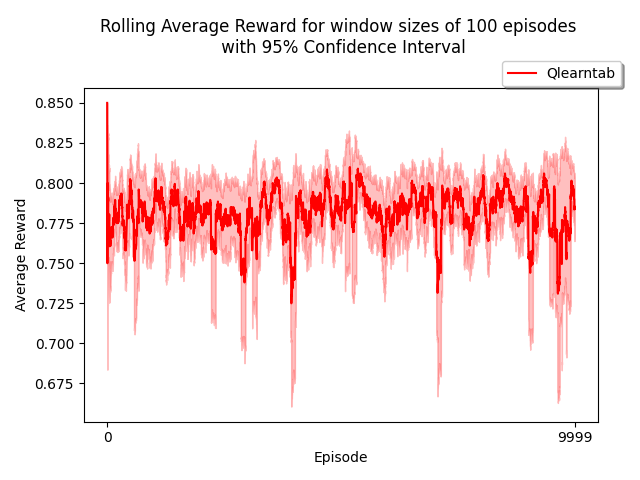 Rolling Average Reward for window sizes of 100 episodes
with 95% Confidence Interval
Qlearntab
0.850
0.825
0.800
0.775
0.750
0.725
0.700
0.675
Average Reward
0
9999
Episode